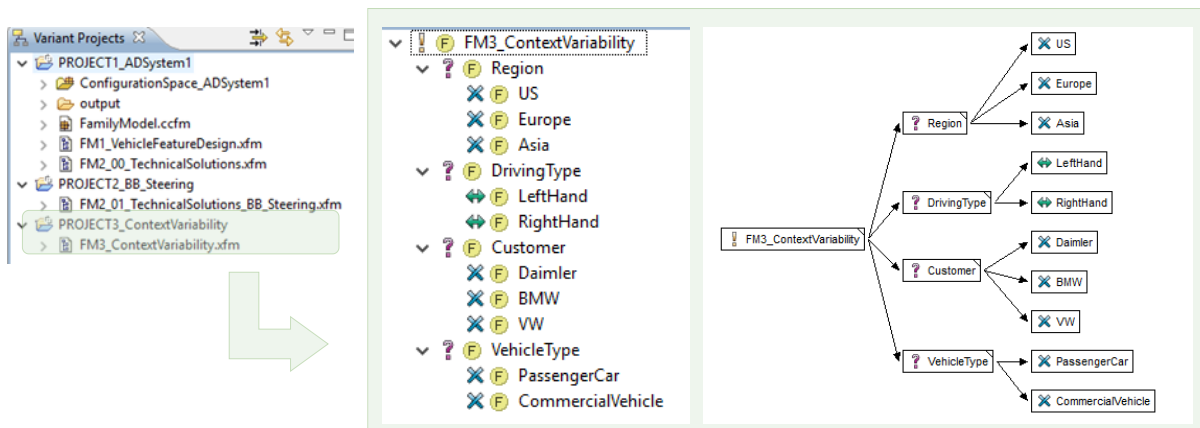 Variant Projects
PROJECT1_ADSystem1
ConfigurationSpace_ADSystem1
output
FamilyModel.ccfm
FM1_VehicleFeatureDesign.xfm
FM2_00_TechnicalSolutions.xfm
PROJECT2_BB_Steering
FM2_01_TechnicalSolutions_BB_Steering.xfm
PROJECT3_ContextVariability
FM3_ContextVariability.xfm
! F FM3_ContextVariability
? F Region
F US
F Europe
F Asia
? F DrivingType
F LeftHand
F RightHand
? F Customer
F Daimler
F BMW
F VW
? F VehicleType
F PassengerCar
F CommercialVehicle
! FM3_ContextVariability
? Region
US
Europe
Asia
? DrivingType
LeftHand
RightHand
? Customer
Daimler
BMW
VW
? VehicleType
PassengerCar
CommercialVehicle